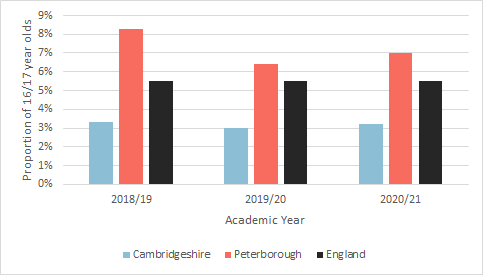 9%
8%
7%
6%
5%
4%
3%
2%
1%
0%
Proportion of 16/17 year olds
2018/19 2019/20 2020/21
Academic Year
Cambridgeshire Peterborough England